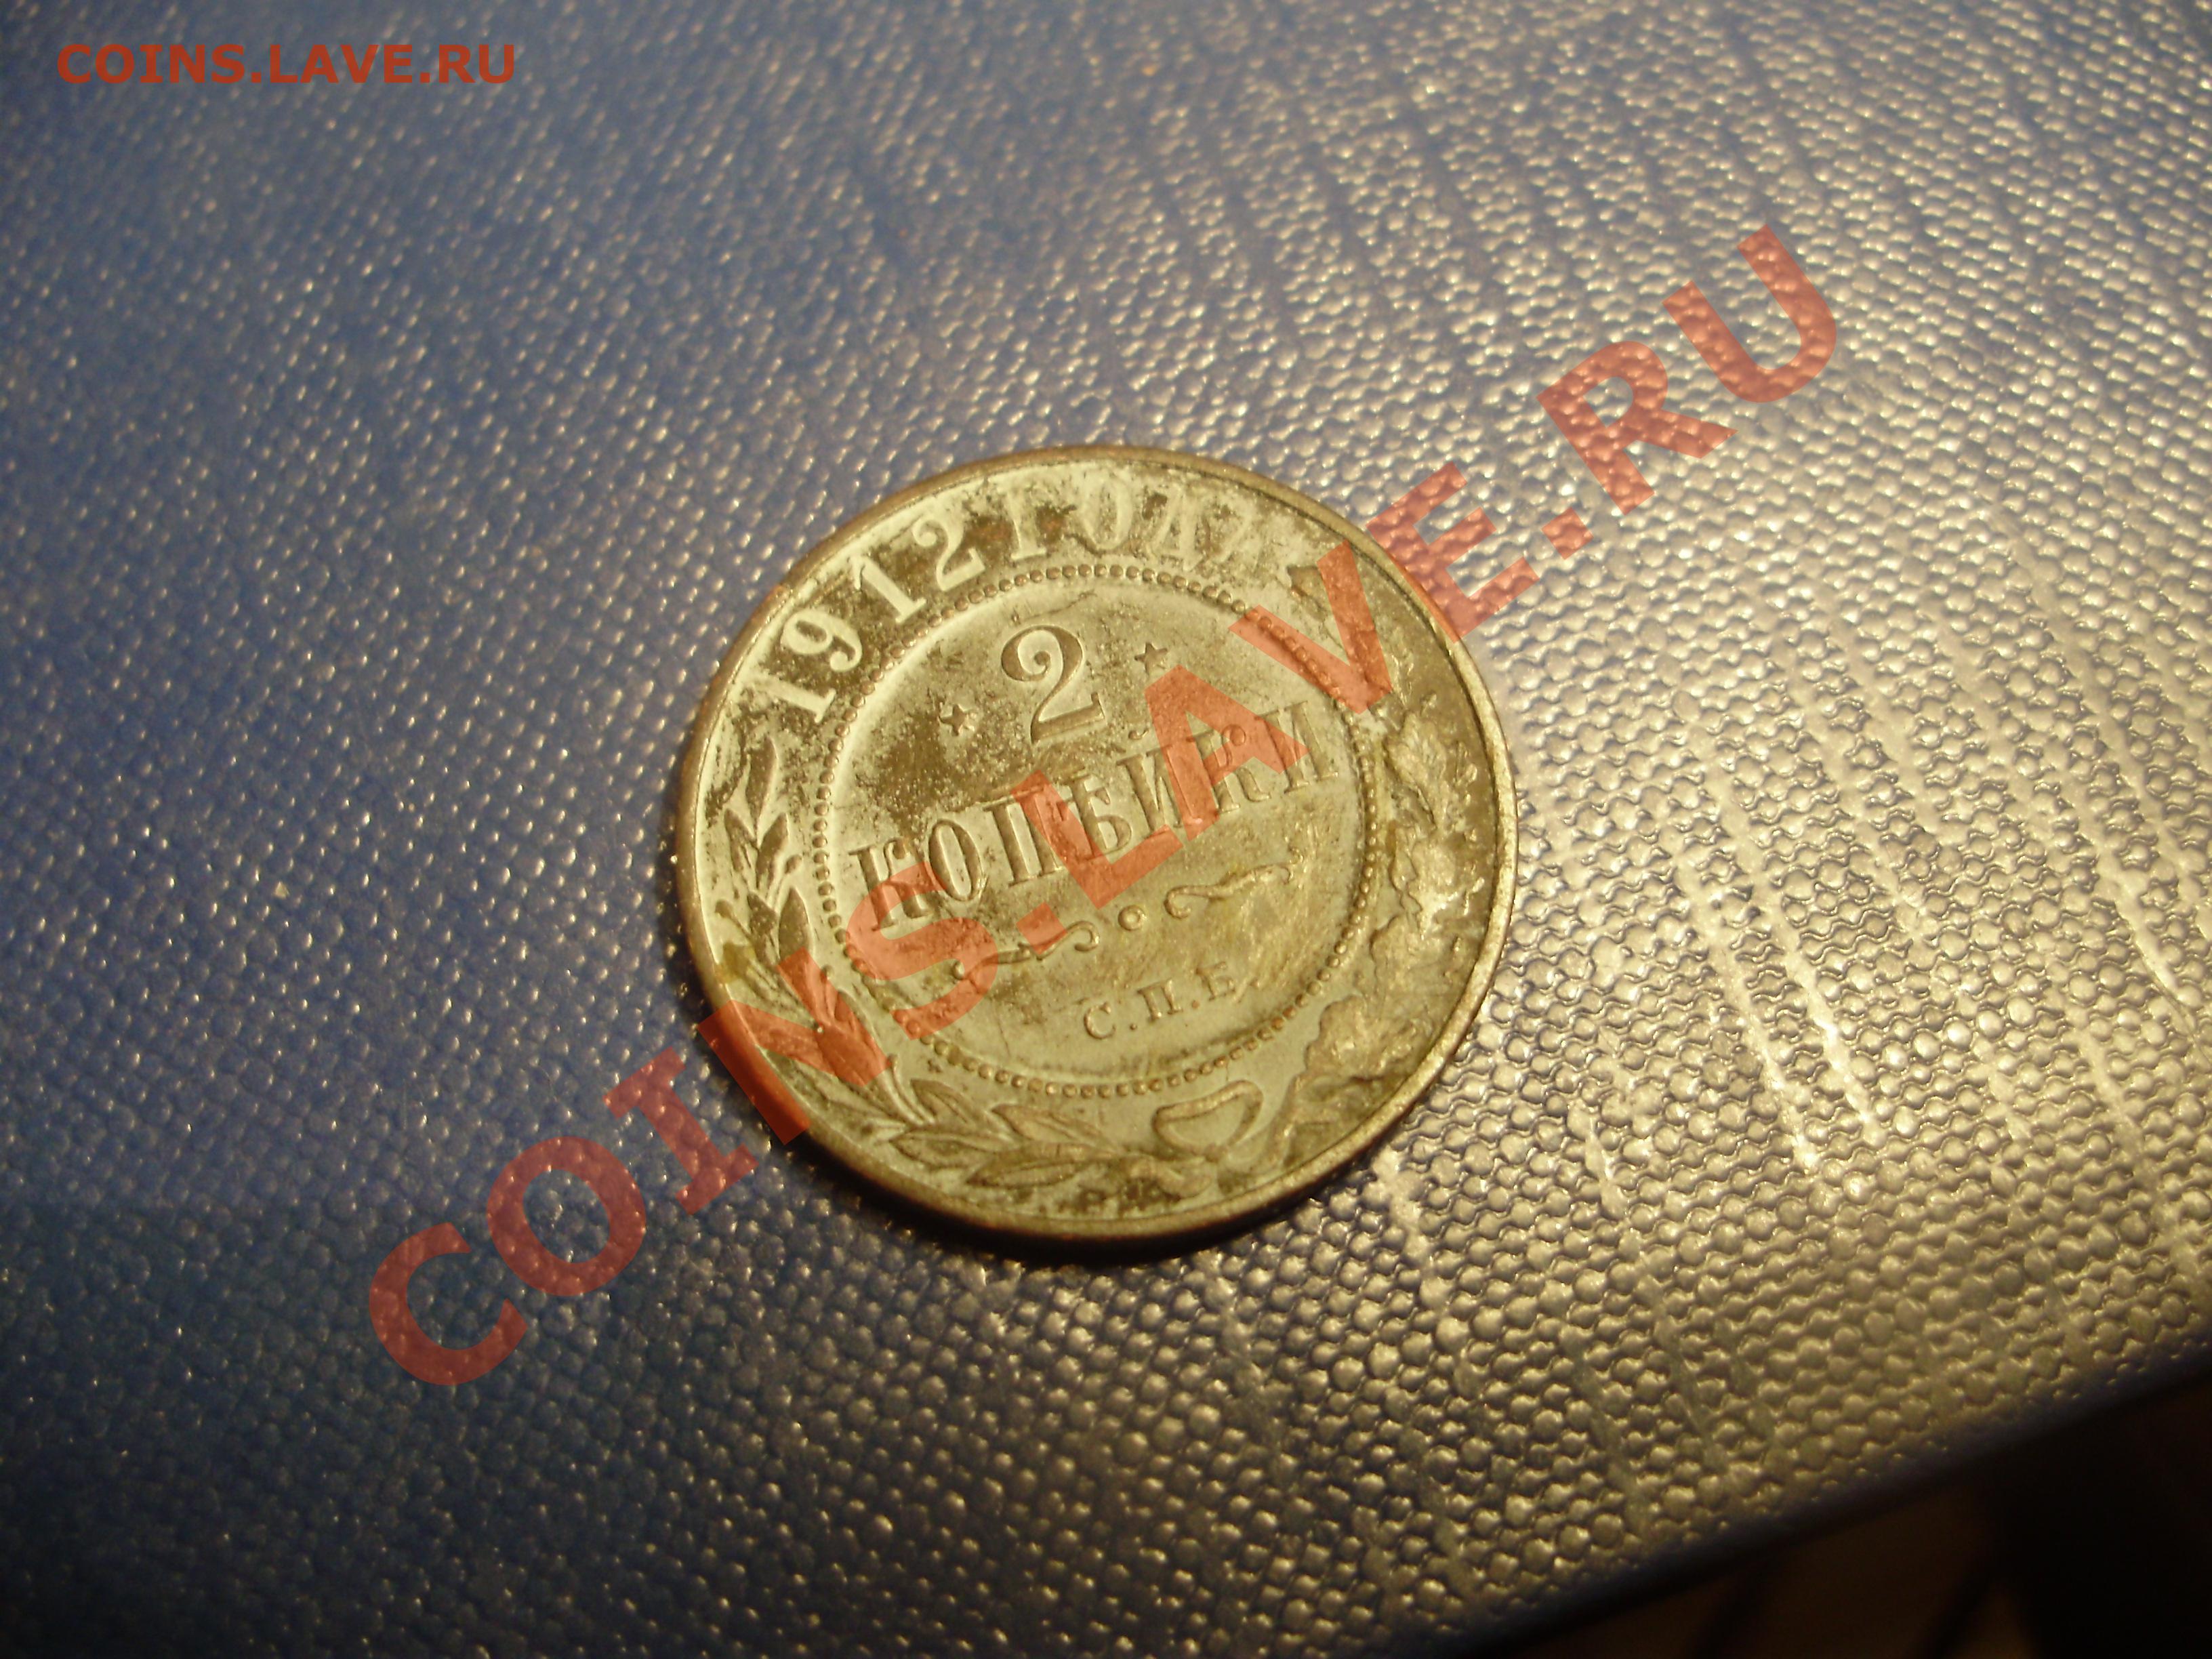 COINS.LAVE.RU
1912 ГОДА
2
КОПѢЙКИ
С.П.Б.
COINS.LAVE.RU